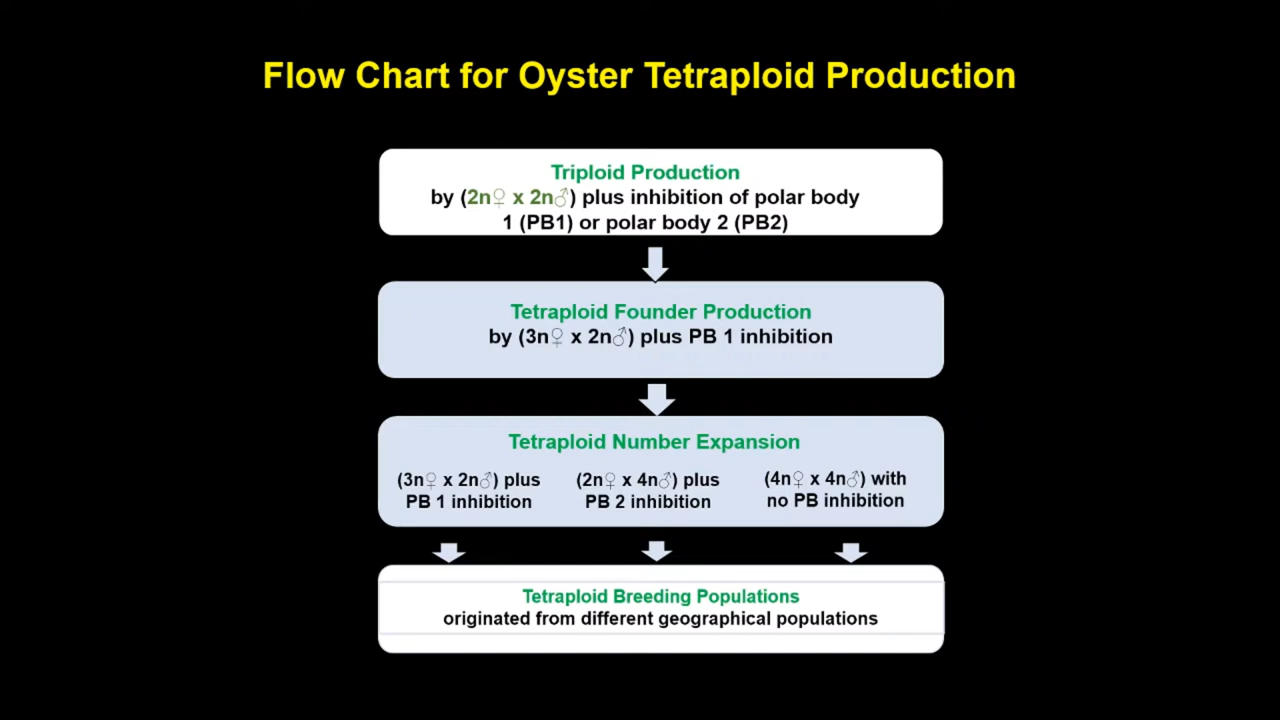 Flow Chart for Oyster Tetraploid Production
Triploid Production
by (2n♀ x 2n♂) plus inhibition of polar body
1 (PB1) or polar body 2 (PB2)
Tetraploid Founder Production
by (3n♀ x 2n♂) plus PB 1 inhibition
Tetraploid Number Expansion
(3n♀ x 2n♂) plus
PB 1 inhibition
(2n♀ x 4n♂) plus
PB 2 inhibition
(4n♀ x 4n♂) with
no PB inhibition
Tetraploid Breeding Populations
originated from different geographical populations